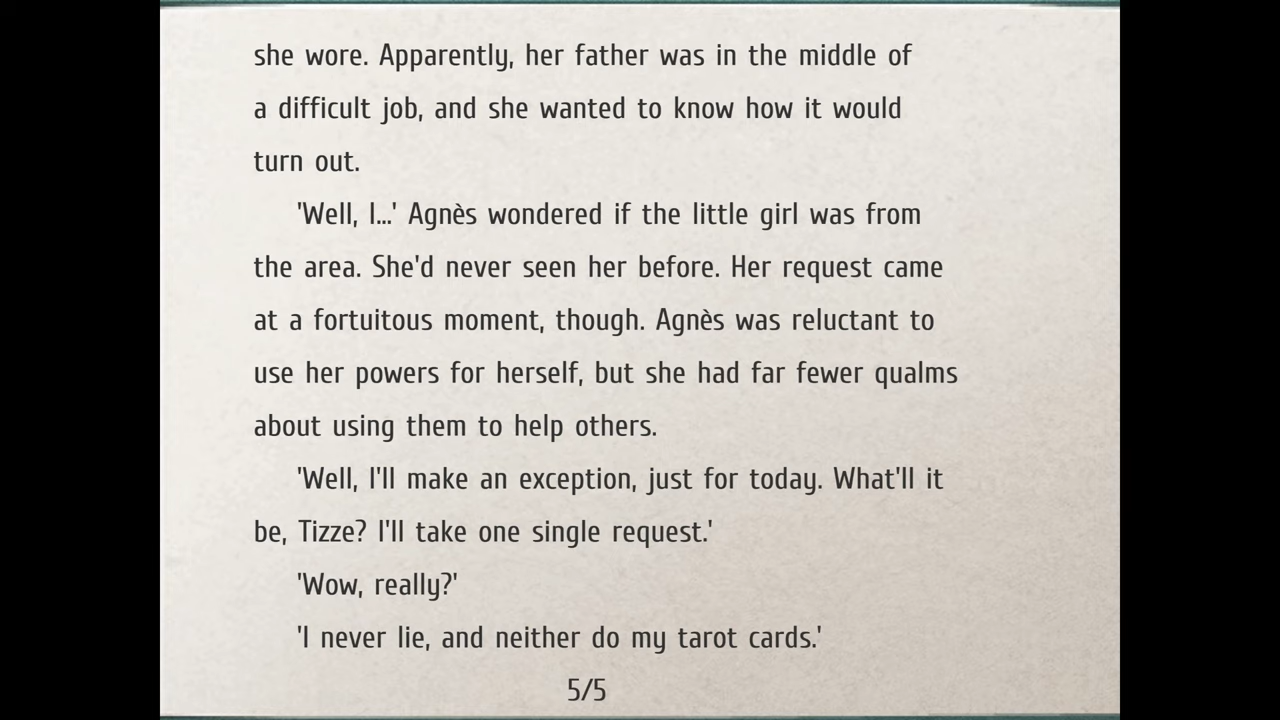 she wore. Apparently, her father was in the middle of
a difficult job, and she wanted to know how it would
turn out.
'Well, I...' Agnès wondered if the little girl was from
the area. She'd never seen her before. Her request came
at a fortuitous moment, though. Agnès was reluctant to
use her powers for herself, but she had far fewer qualms
about using them to help others.
'Well, I'll make an exception, just for today. What'll it
be, Tizze? I'll take one single request.'
'Wow, really?'
'I never lie, and neither do my tarot cards.'
5/5